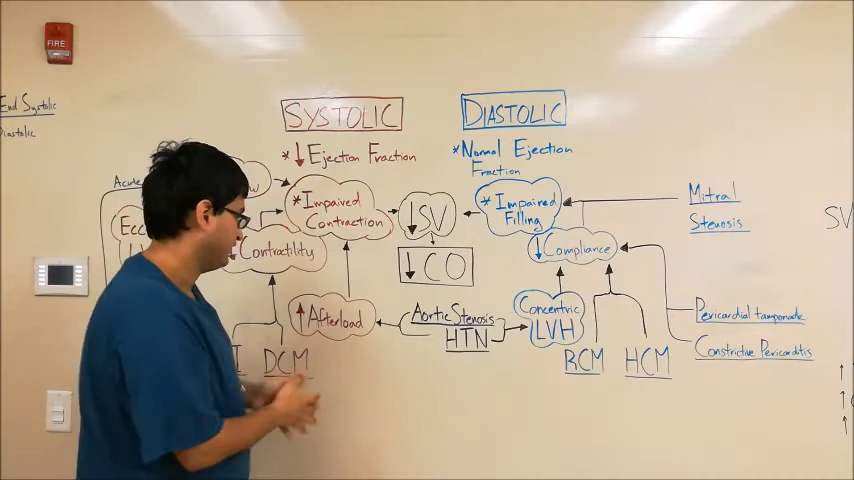 FIRE
End Systolic
Diastolic
SYSTOLIC
DIASTOLIC
*↓ Ejection Fraction
*Normal Ejection
Fraction
Acute
*Impaired
Contraction
↓SV
*Impaired
Filling
Mitral
Stenosis
SV
Ecc
↓Contractility
↓CO
↓Compliance
↑Afterload
Aortic Stenosis
HTN
Concentric
LVH
Pericardial tamponade
Constrictive Pericarditis
DCM
RCM
HCM